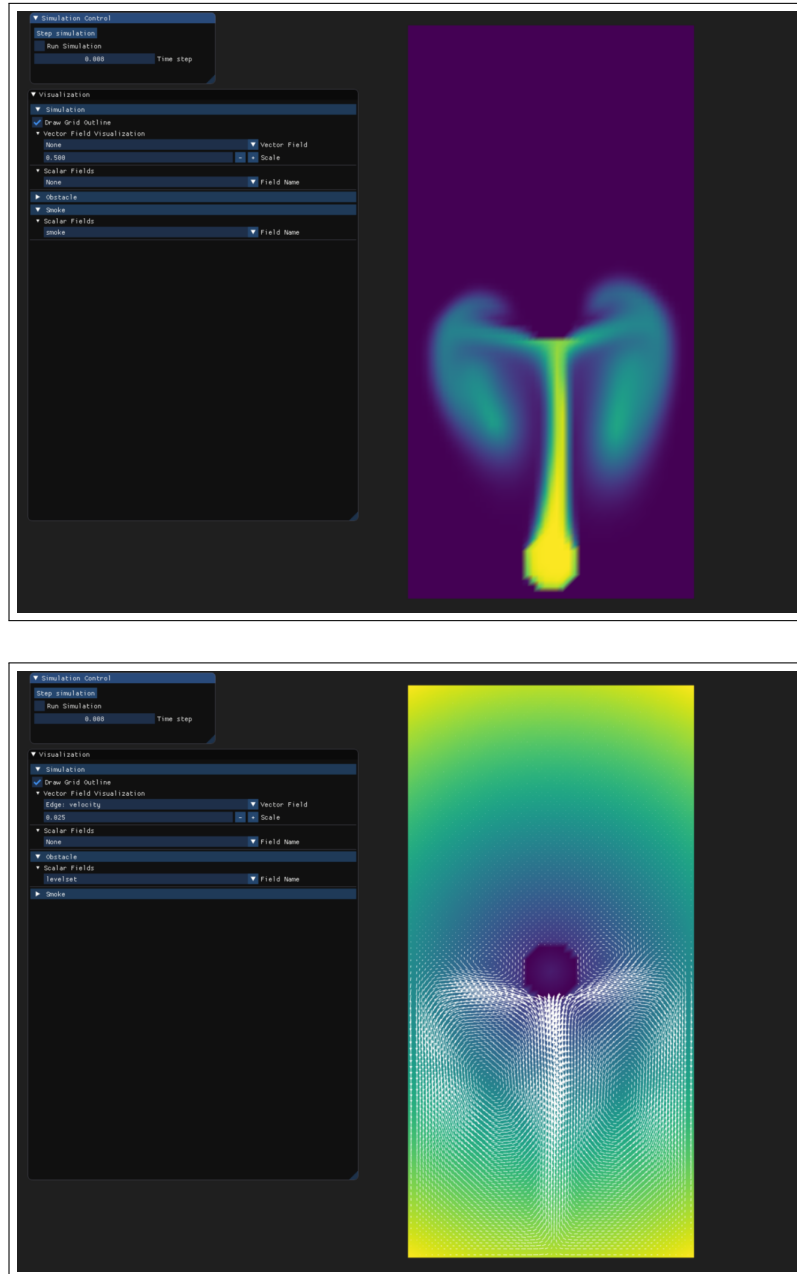 Simulation Control
Step simulation
Run Simulation
0.000 Time step
Visualization
Simulation
Draw Grid Outline
Vector Field Visualization
None Vector Field
0.500 - + Scale
Scalar Fields
None Field Name
Obstacle
Smoke
Scalar Fields
smoke Field Name
Simulation Control
Step simulation
Run Simulation
0.000 Time step
Visualization
Simulation
Draw Grid Outline
Vector Field Visualization
Edge: velocity Vector Field
0.025 - + Scale
Scalar Fields
None Field Name
Obstacle
Scalar Fields
levelset Field Name
Smoke